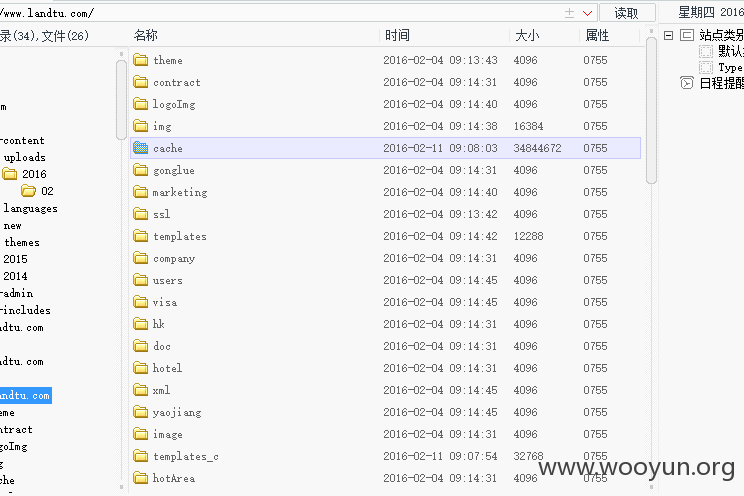 /www.landtu.com/ 读取 星期四 2016
录(34),文件(26)
名称 时间 大小 属性
theme 2016-02-04 09:13:43 4096 0755
contract 2016-02-04 09:14:31 4096 0755
logoImg 2016-02-04 09:14:40 4096 0755
img 2016-02-04 09:14:38 16384 0755
cache 2016-02-11 09:08:03 34844672 0755
gonglue 2016-02-04 09:14:31 4096 0755
marketing 2016-02-04 09:14:40 4096 0755
ssl 2016-02-04 09:13:42 4096 0755
templates 2016-02-04 09:14:42 12288 0755
company 2016-02-04 09:14:31 4096 0755
users 2016-02-04 09:14:45 4096 0755
visa 2016-02-04 09:14:45 4096 0755
hk 2016-02-04 09:14:31 4096 0755
doc 2016-02-04 09:14:31 4096 0755
hotel 2016-02-04 09:14:31 4096 0755
xml 2016-02-04 09:14:45 4096 0755
yaojiang 2016-02-04 09:14:45 4096 0755
image 2016-02-04 09:14:31 4096 0755
templates_c 2016-02-11 09:07:54 32768 0755
hotArea 2016-02-04 09:14:31 4096 0755
m
-content
uploads
2016
02
languages
new
themes
2015
2014
-admin
-includes
ndtu.com
ndtu.com
andtu.com
eme
ntract
goImg
g
che
站点类别
默认
Type
日程提醒
www.wooyun.org